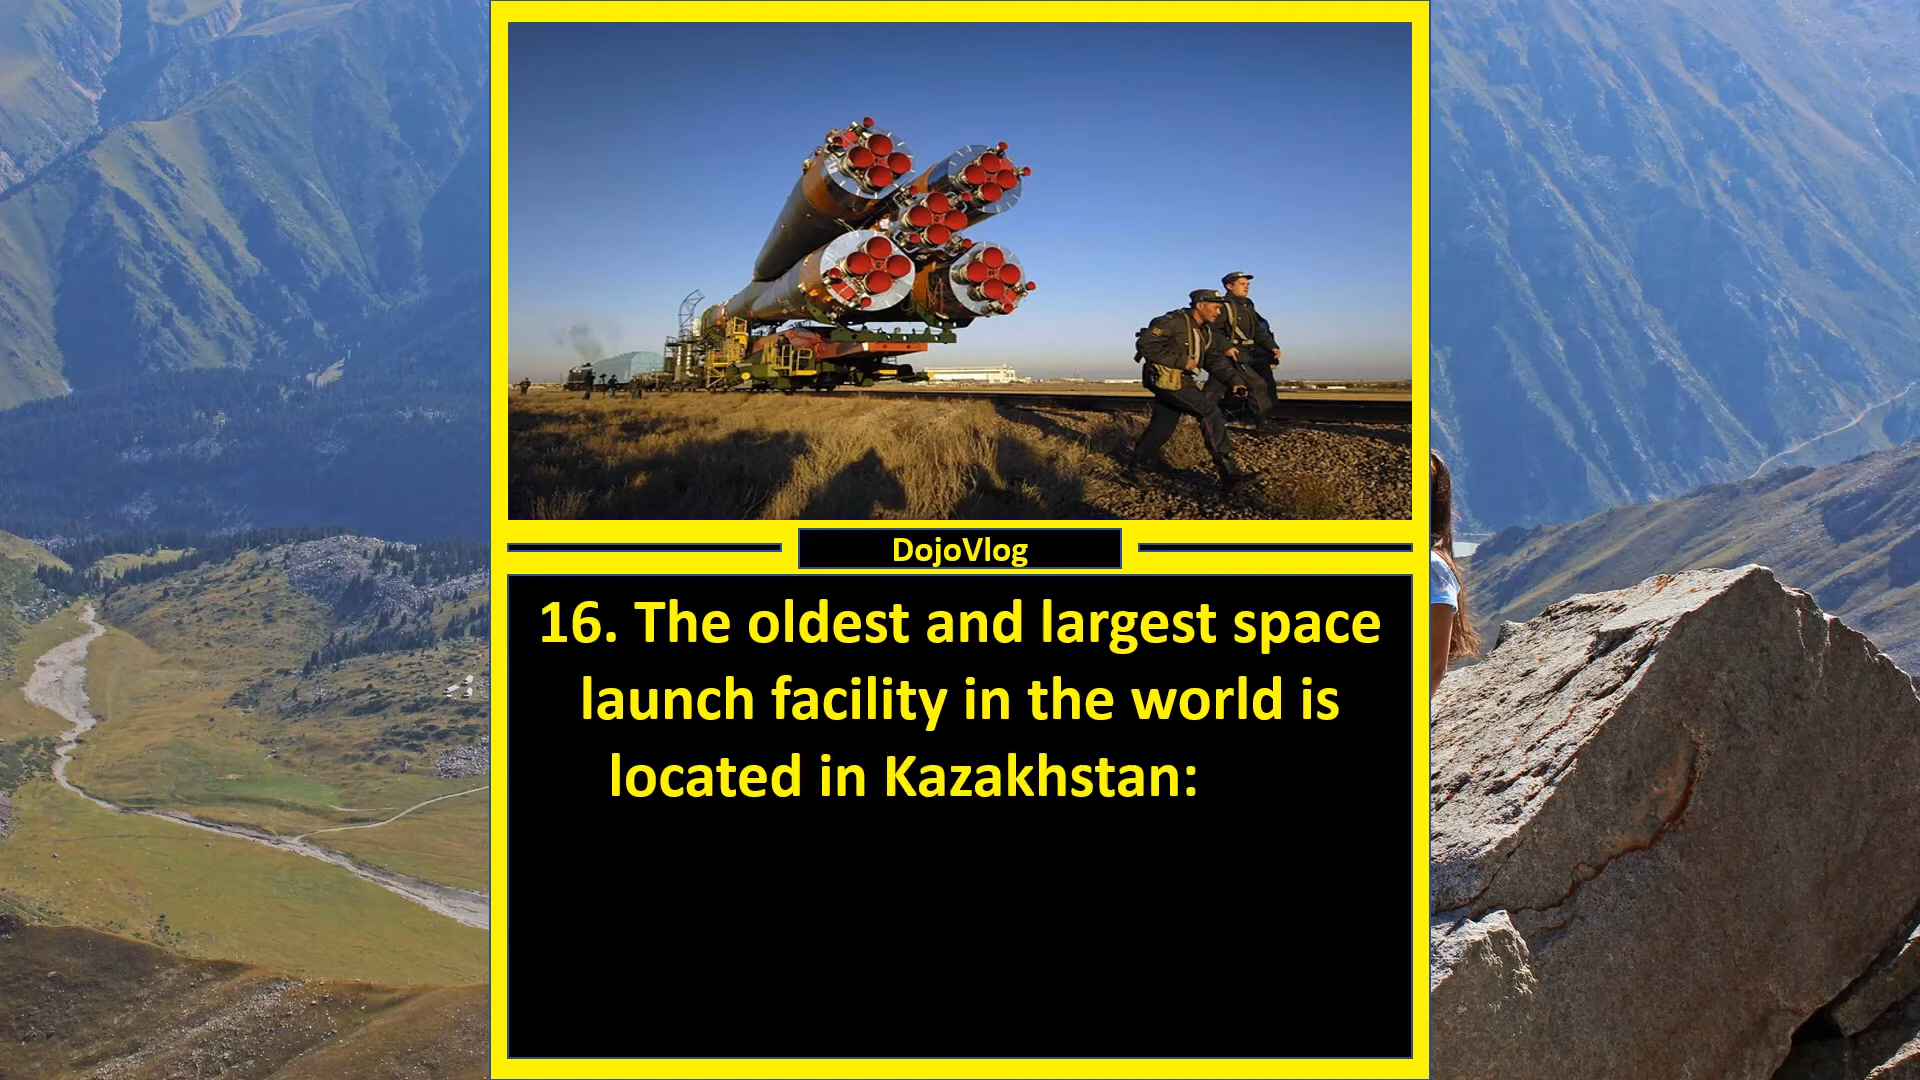 DojoVlog
16. The oldest and largest space
launch facility in the world is
located in Kazakhstan: